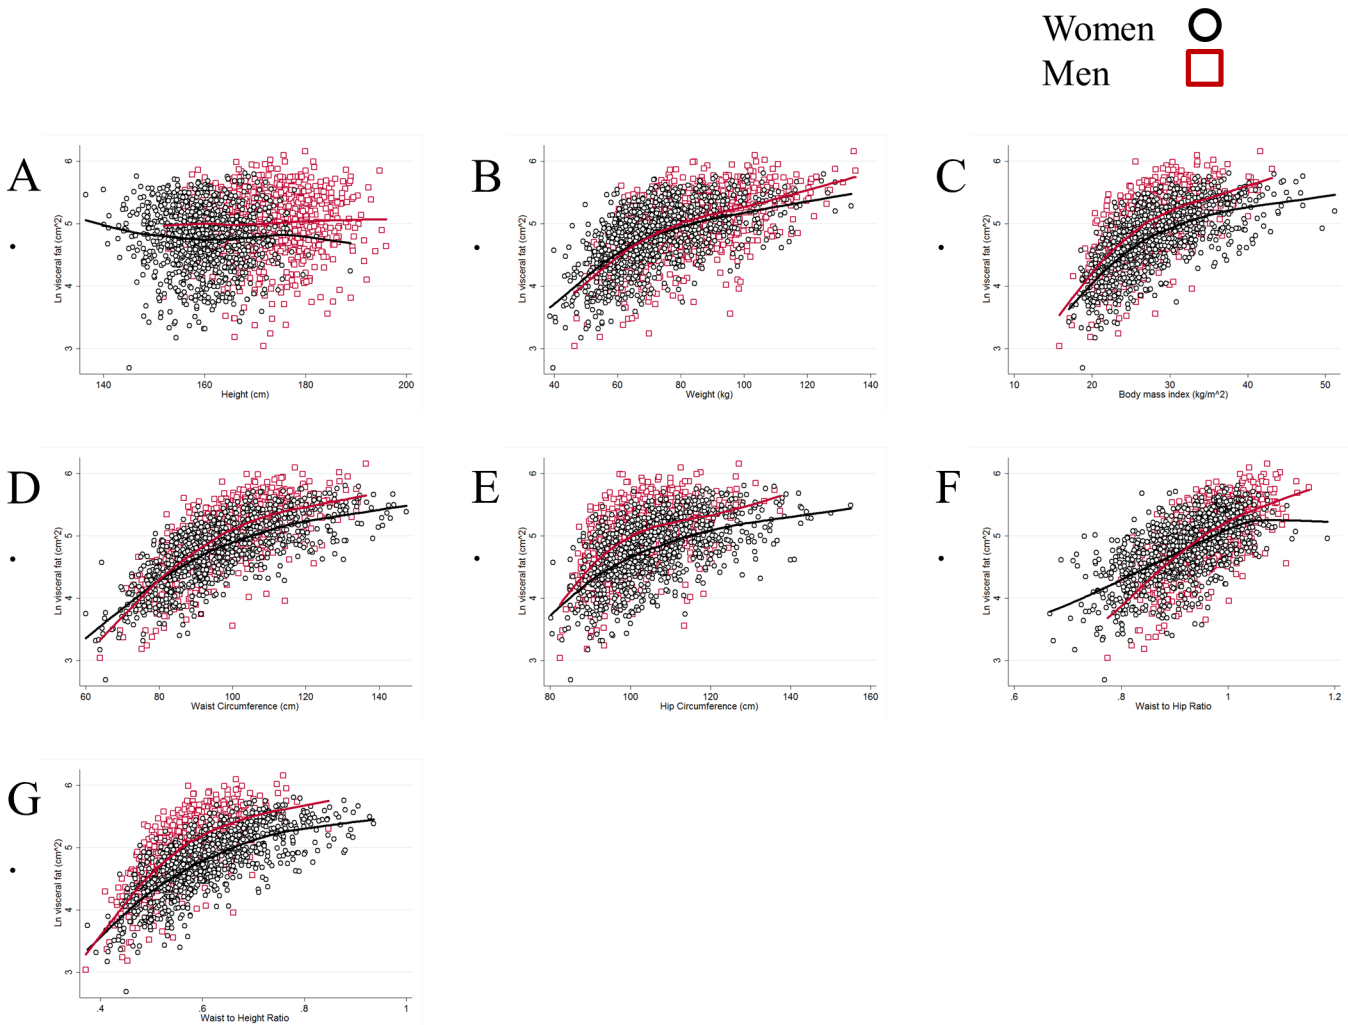 Women
Men
A
6
5
4
3
Ln visceral fat (cm^2)
140 160 180 200
Height (cm)
B
6
5
4
3
Ln visceral fat (cm^2)
40 60 80 100 120 140
Weight (kg)
C
6
5
4
3
Ln visceral fat (cm^2)
10 20 30 40 50
Body mass index (kg/m^2)
D
6
5
4
3
Ln visceral fat (cm^2)
60 80 100 120 140
Waist Circumference (cm)
E
6
5
4
3
Ln visceral fat (cm^2)
80 100 120 140 160
Hip Circumference (cm)
F
6
5
4
3
Ln visceral fat (cm^2)
.6 .8 1 1.2
Waist to Hip Ratio
G
6
5
4
3
Ln visceral fat (cm^2)
.4 .6 .8 1
Waist to Height Ratio